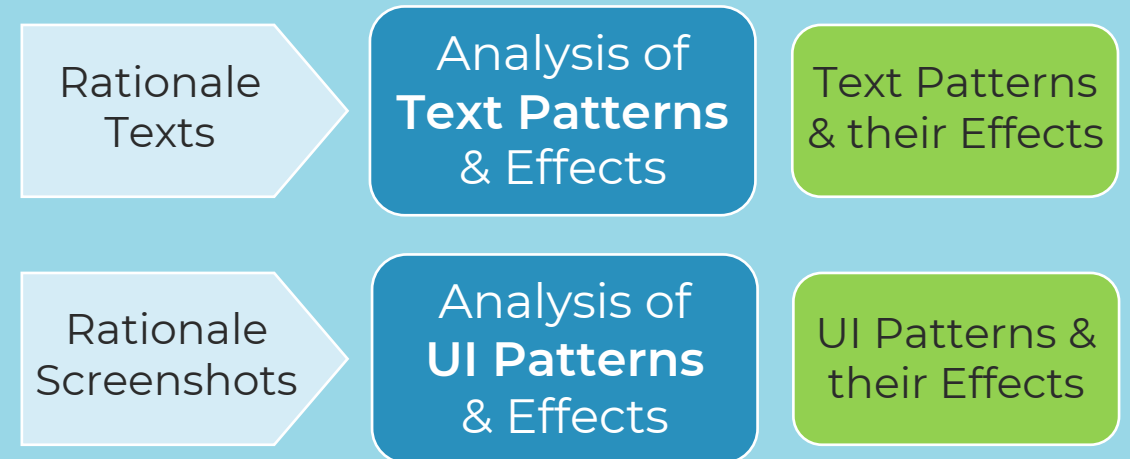 Rationale
Texts
Analysis of
Text Patterns
& Effects
Text Patterns
& their Effects
Rationale
Screenshots
Analysis of
UI Patterns
& Effects
UI Patterns &
their Effects